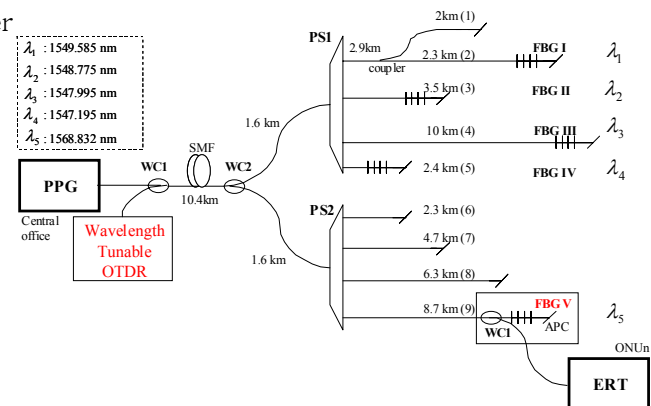 er
λ1 : 1549.585 nm
λ2 : 1548.775 nm
λ3 : 1547.995 nm
λ4 : 1547.195 nm
λ5 : 1568.832 nm
PPG
Central
office
WC1
SMF
10.4km
WC2
Wavelength
Tunable
OTDR
1.6 km
1.6 km
PS1
2.9km
coupler
2km (1)
2.3 km (2)
FBG I
λ1
3.5 km (3)
FBG II
λ2
10 km (4)
FBG III
λ3
2.4 km (5)
FBG IV
λ4
PS2
2.3 km (6)
4.7 km (7)
6.3 km (8)
8.7 km (9)
FBG V
λ5
WC1
APC
ONUn
ERT